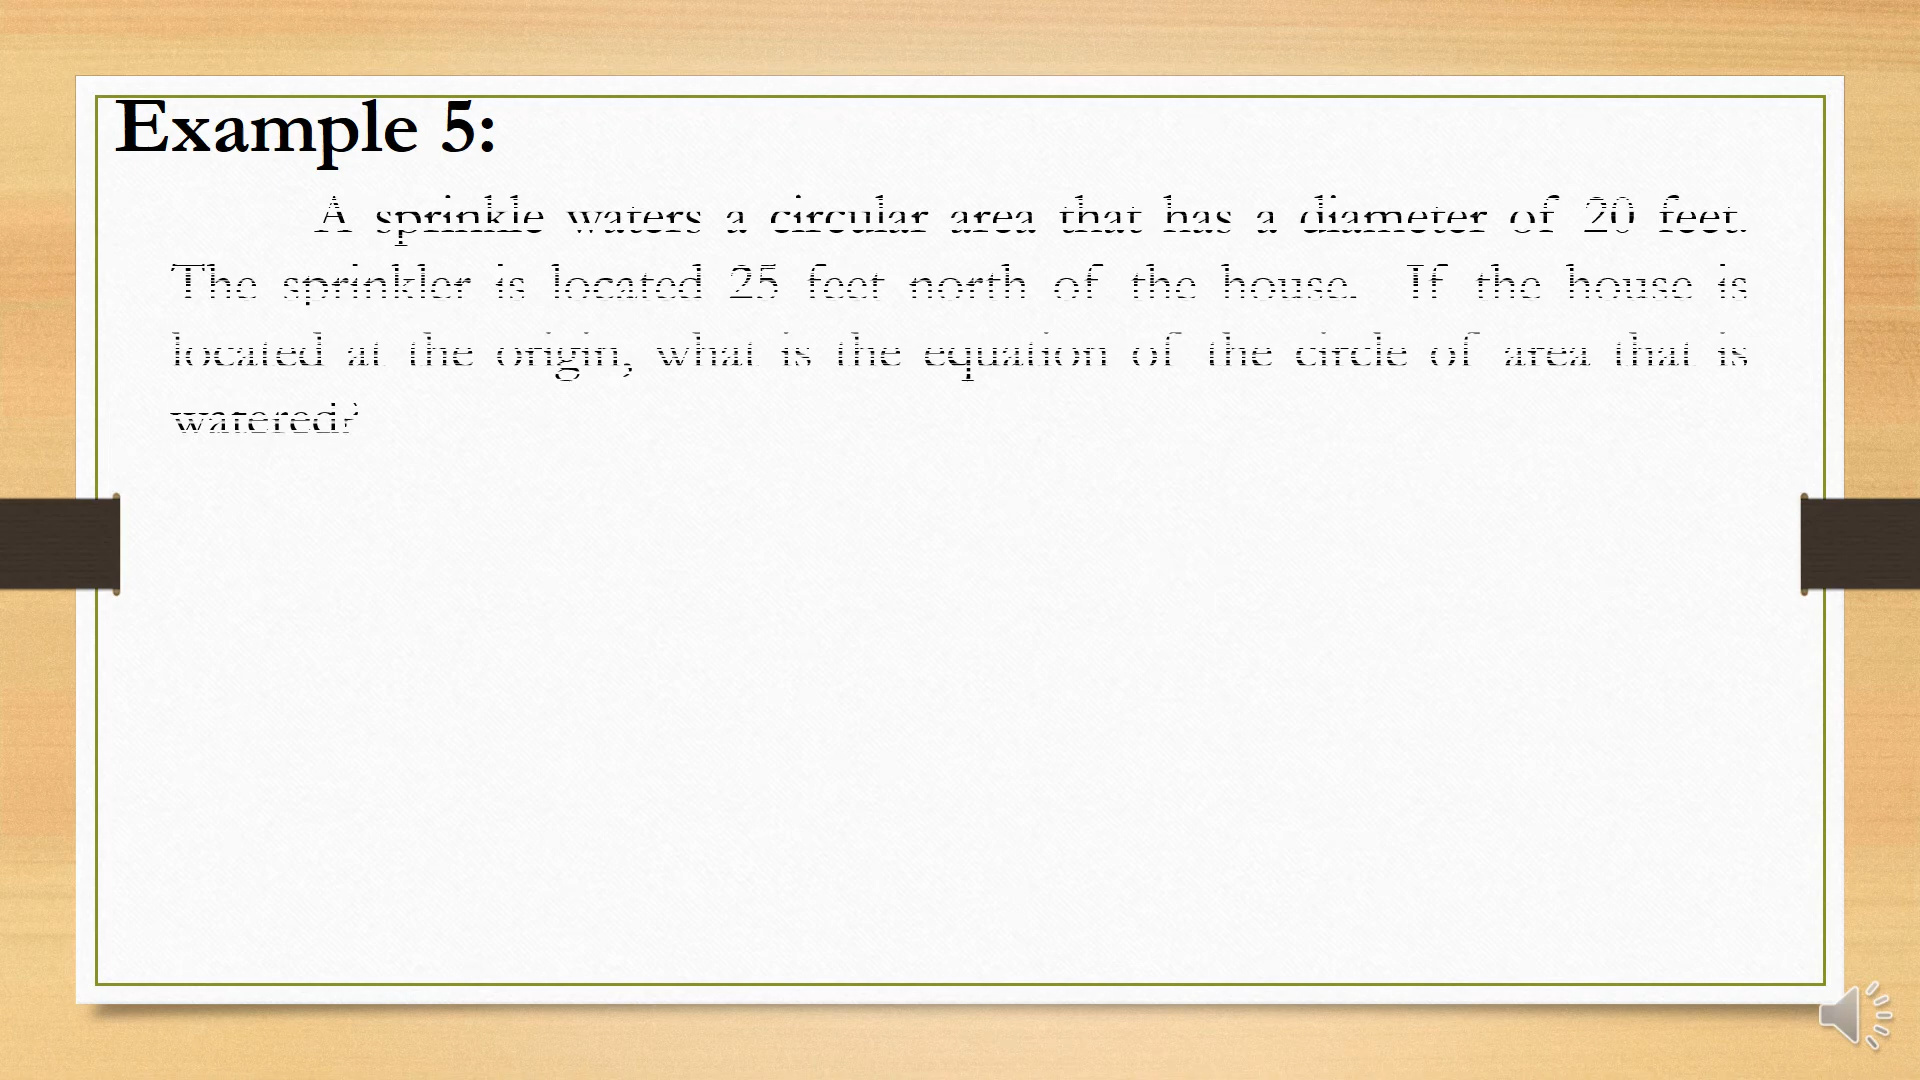 Example 5:
A sprinkle waters a circular area that has a diameter of 20 feet.
The sprinkler is located 25 feet north of the house. If the house is
located at the origin, what is the equation of the circle of area that is
watered?